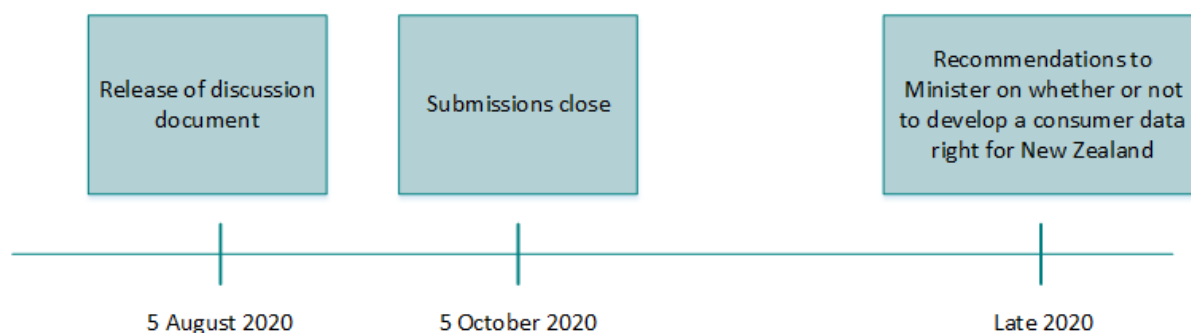 Release of discussion
document
Submissions close
Recommendations to
Minister on whether or not
to develop a consumer data
right for New Zealand
5 August 2020
5 October 2020
Late 2020